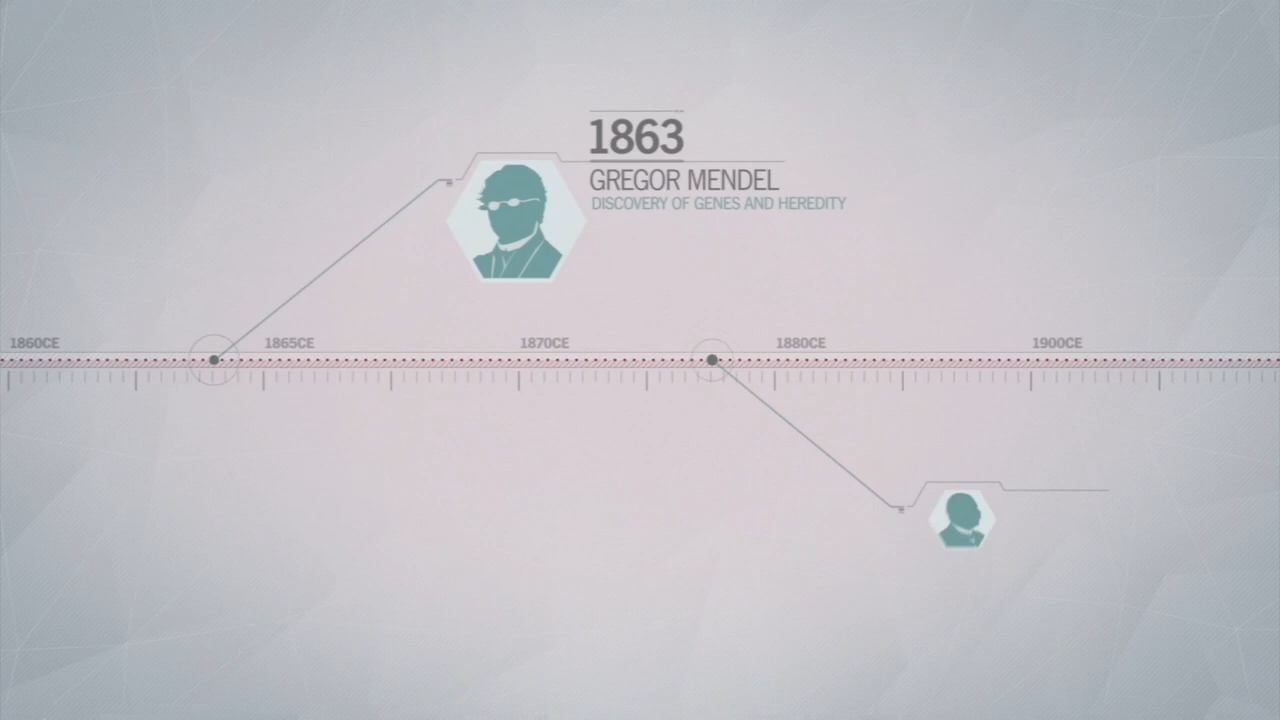 1863
GREGOR MENDEL
DISCOVERY OF GENES AND HEREDITY
1860CE
1865CE
1870CE
1880CE
1900CE